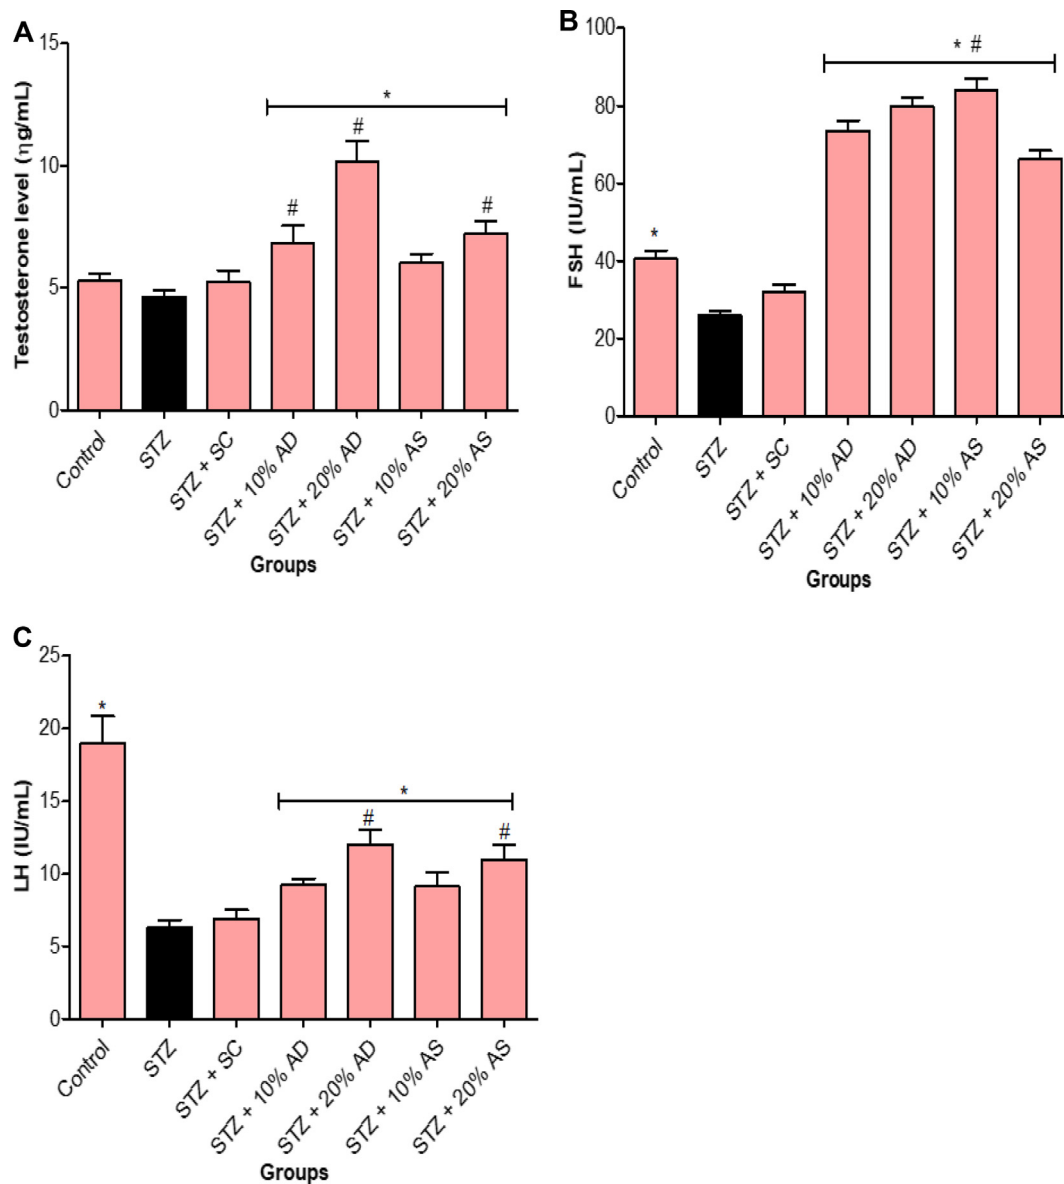 A
Testosterone level (ηg/mL)
15
10
5
0
*
#
#
#
Control
STZ
STZ + SC
STZ + 10% AD
STZ + 20% AD
STZ + 10% AS
STZ + 20% AS
Groups
B
FSH (IU/mL)
100
80
60
40
20
0
* #
*
Control
STZ
STZ + SC
STZ + 10% AD
STZ + 20% AD
STZ + 10% AS
STZ + 20% AS
Groups
C
LH (IU/mL)
25
20
15
10
5
0
*
*
#
#
Control
STZ
STZ + SC
STZ + 10% AD
STZ + 20% AD
STZ + 10% AS
STZ + 20% AS
Groups